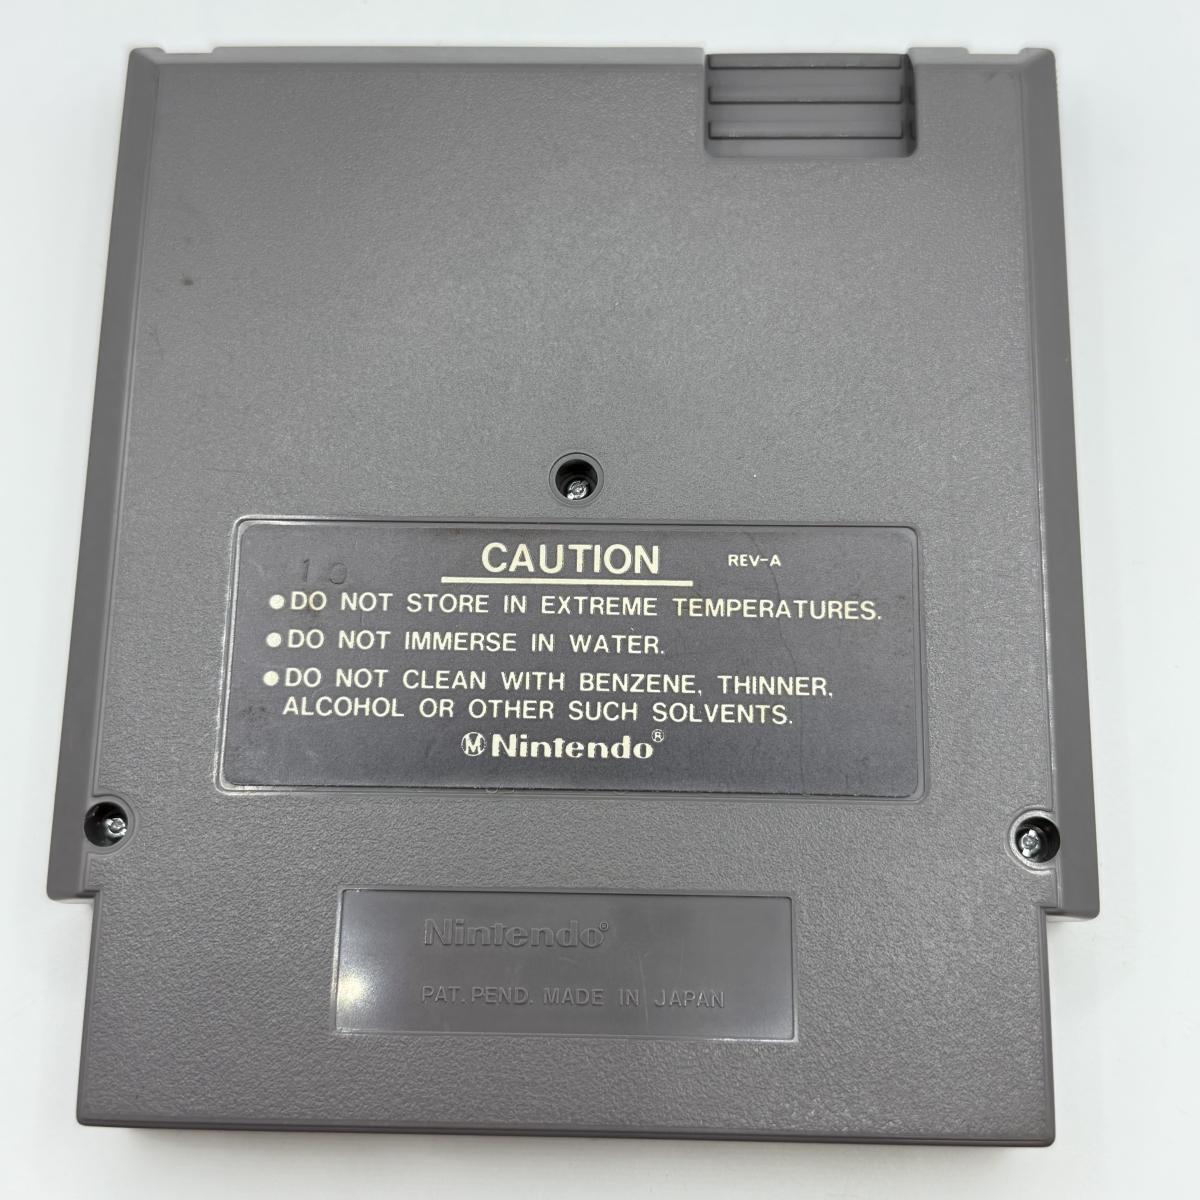 CAUTION REV-A
10
●DO NOT STORE IN EXTREME TEMPERATURES.
●DO NOT IMMERSE IN WATER.
●DO NOT CLEAN WITH BENZENE, THINNER,
ALCOHOL OR OTHER SUCH SOLVENTS.
Ⓜ Nintendo®
Nintendo®
PAT. PEND. MADE IN JAPAN